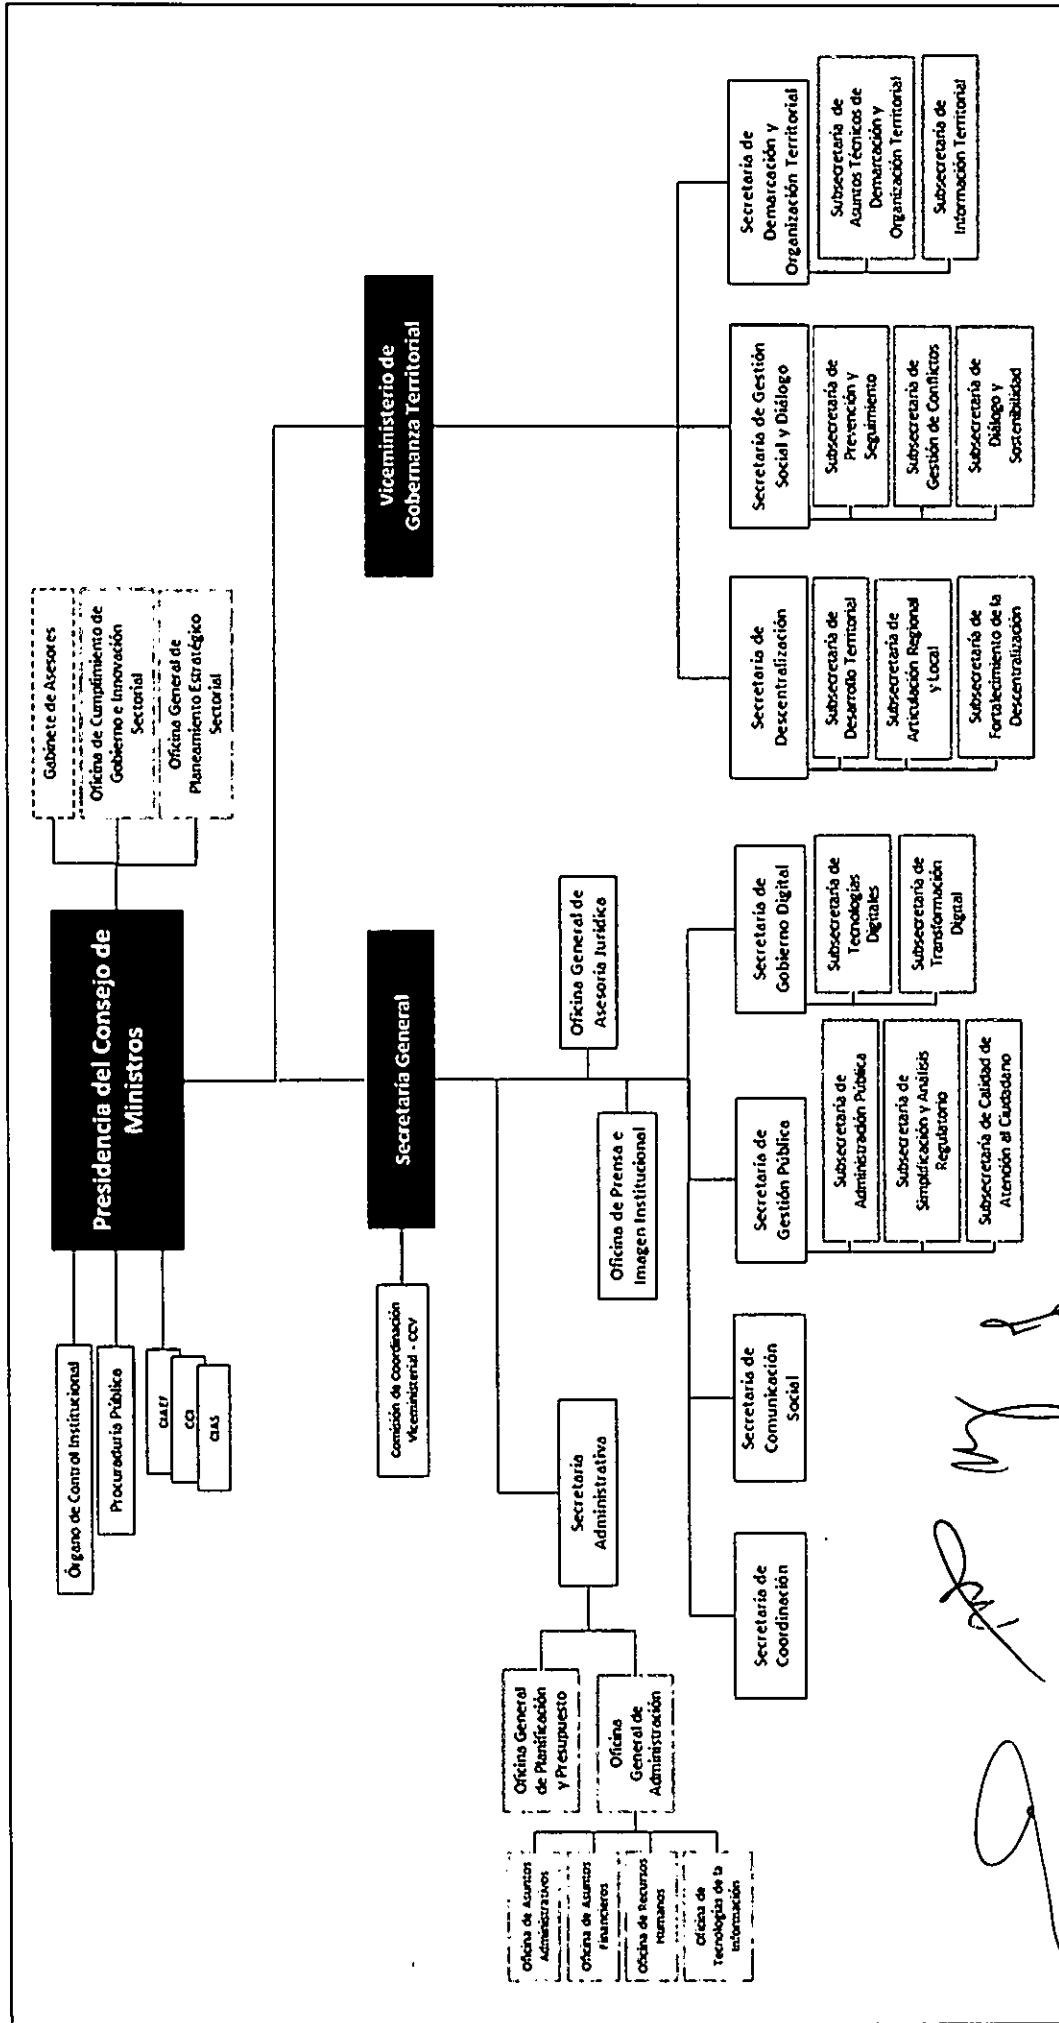 Presidencia del Consejo de
Ministros
Órgano de Control Institucional
Procuraduría Pública
CIAEF
CCI
CIAS
Gabinete de Asesores
Oficina de Cumplimiento de
Gobierno e Innovación
Sectorial
Oficina General de
Planeamiento Estratégico
Sectorial
Secretaría General
Comisión de Coordinación
Viceministerial - CCV
Viceministerio de
Gobernanza Territorial
Secretaría
Administrativa
Oficina General
de Planificación
y Presupuesto
Oficina
General de
Administración
Oficina de Asuntos
Administrativos
Oficina de Asuntos
Financieros
Oficina de Recursos
Humanos
Oficina de
Tecnologías de la
Información
Oficina General de
Asesoría Jurídica
Oficina de Prensa e
Imagen Institucional
Secretaría de
Coordinación
Secretaría de
Comunicación
Social
Secretaría de
Gestión Pública
Subsecretaría de
Administración Pública
Subsecretaría de
Simplificación y Análisis
Regulatorio
Subsecretaría de Calidad de
Atención al Ciudadano
Secretaría de
Gobierno Digital
Subsecretaría de
Tecnologías
Digitales
Subsecretaría de
Transformación
Digital
Secretaría de
Descentralización
Subsecretaría de
Desarrollo Territorial
Subsecretaría de
Articulación Regional
y Local
Subsecretaría de
Fortalecimiento de la
Descentralización
Secretaría de Gestión
Social y Diálogo
Subsecretaría de
Prevención y
Seguimiento
Subsecretaría de
Gestión de Conflictos
Subsecretaría de
Diálogo y
Sostenibilidad
Secretaría de
Demarcación y
Organización Territorial
Subsecretaría de
Asuntos Técnicos de
Demarcación y
Organización Territorial
Subsecretaría de
Información Territorial